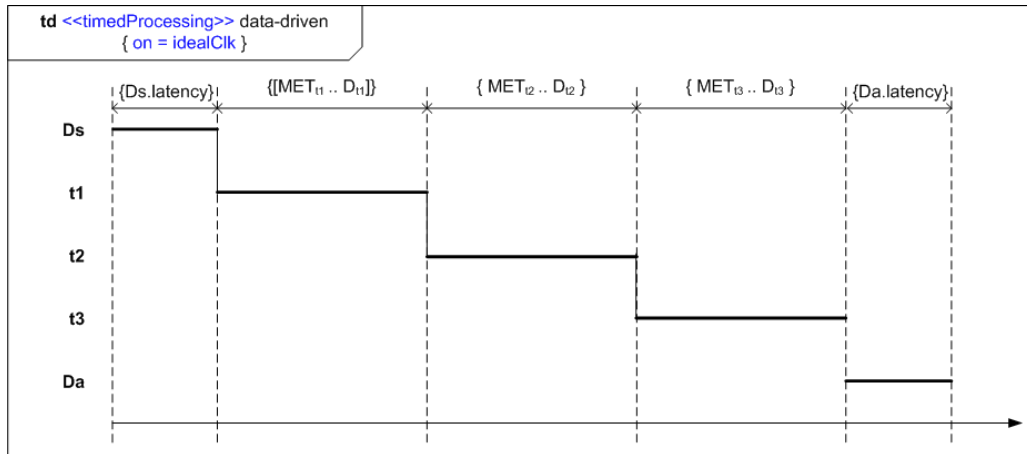 td <<timedProcessing>> data-driven
{ on = idealClk }
{Ds.latency} {[METt1 .. Dt1]} { METt2 .. Dt2 } { METt3 .. Dt3 } {Da.latency}
Ds
t1
t2
t3
Da